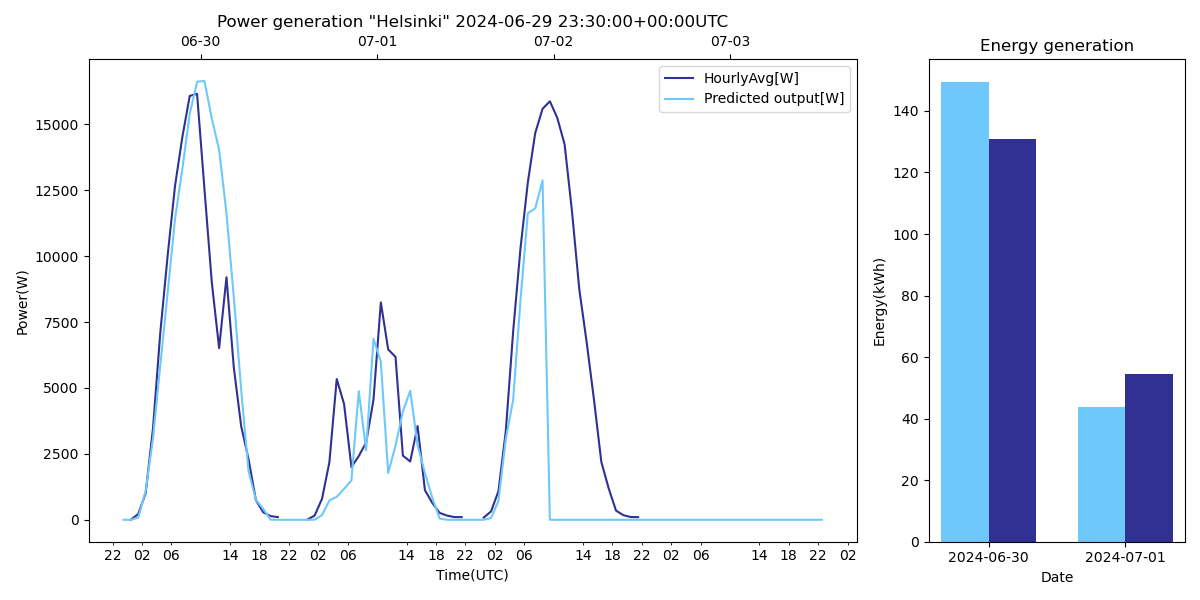 Power generation "Helsinki" 2024-06-29 23:30:00+00:00UTC
06-30 07-01 07-02 07-03
HourlyAvg[W]
Predicted output[W]
Power(W)
15000
12500
10000
7500
5000
2500
0
22 02 06 14 18 22 02 06 14 18 22 02 06 14 18 22 02 06 14 18 22 02
Time(UTC)
Energy generation
Energy(kWh)
140
120
100
80
60
40
20
0
2024-06-30 2024-07-01
Date